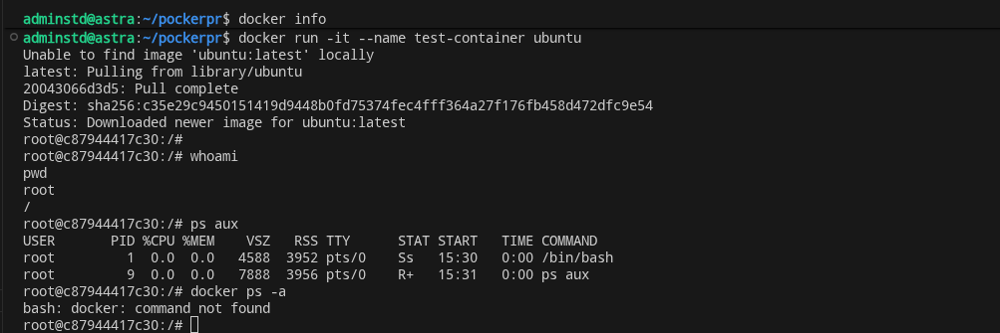 adminstd@astra:~/pockerpr$ docker info
adminstd@astra:~/pockerpr$ docker run -it --name test-container ubuntu
Unable to find image 'ubuntu:latest' locally
latest: Pulling from library/ubuntu
20043066d3d5: Pull complete
Digest: sha256:c35e29c9450151419d9448b0fd75374fec4fff364a27f176fb458d472dfc9e54
Status: Downloaded newer image for ubuntu:latest
root@c87944417c30:/#
root@c87944417c30:/# whoami
pwd
root
/
root@c87944417c30:/# ps aux
USER       PID %CPU %MEM    VSZ   RSS TTY      STAT START   TIME COMMAND
root         1  0.0  0.0   4588  3952 pts/0    Ss   15:30   0:00 /bin/bash
root         9  0.0  0.0   7888  3956 pts/0    R+   15:31   0:00 ps aux
root@c87944417c30:/# docker ps -a
bash: docker: command not found
root@c87944417c30:/#